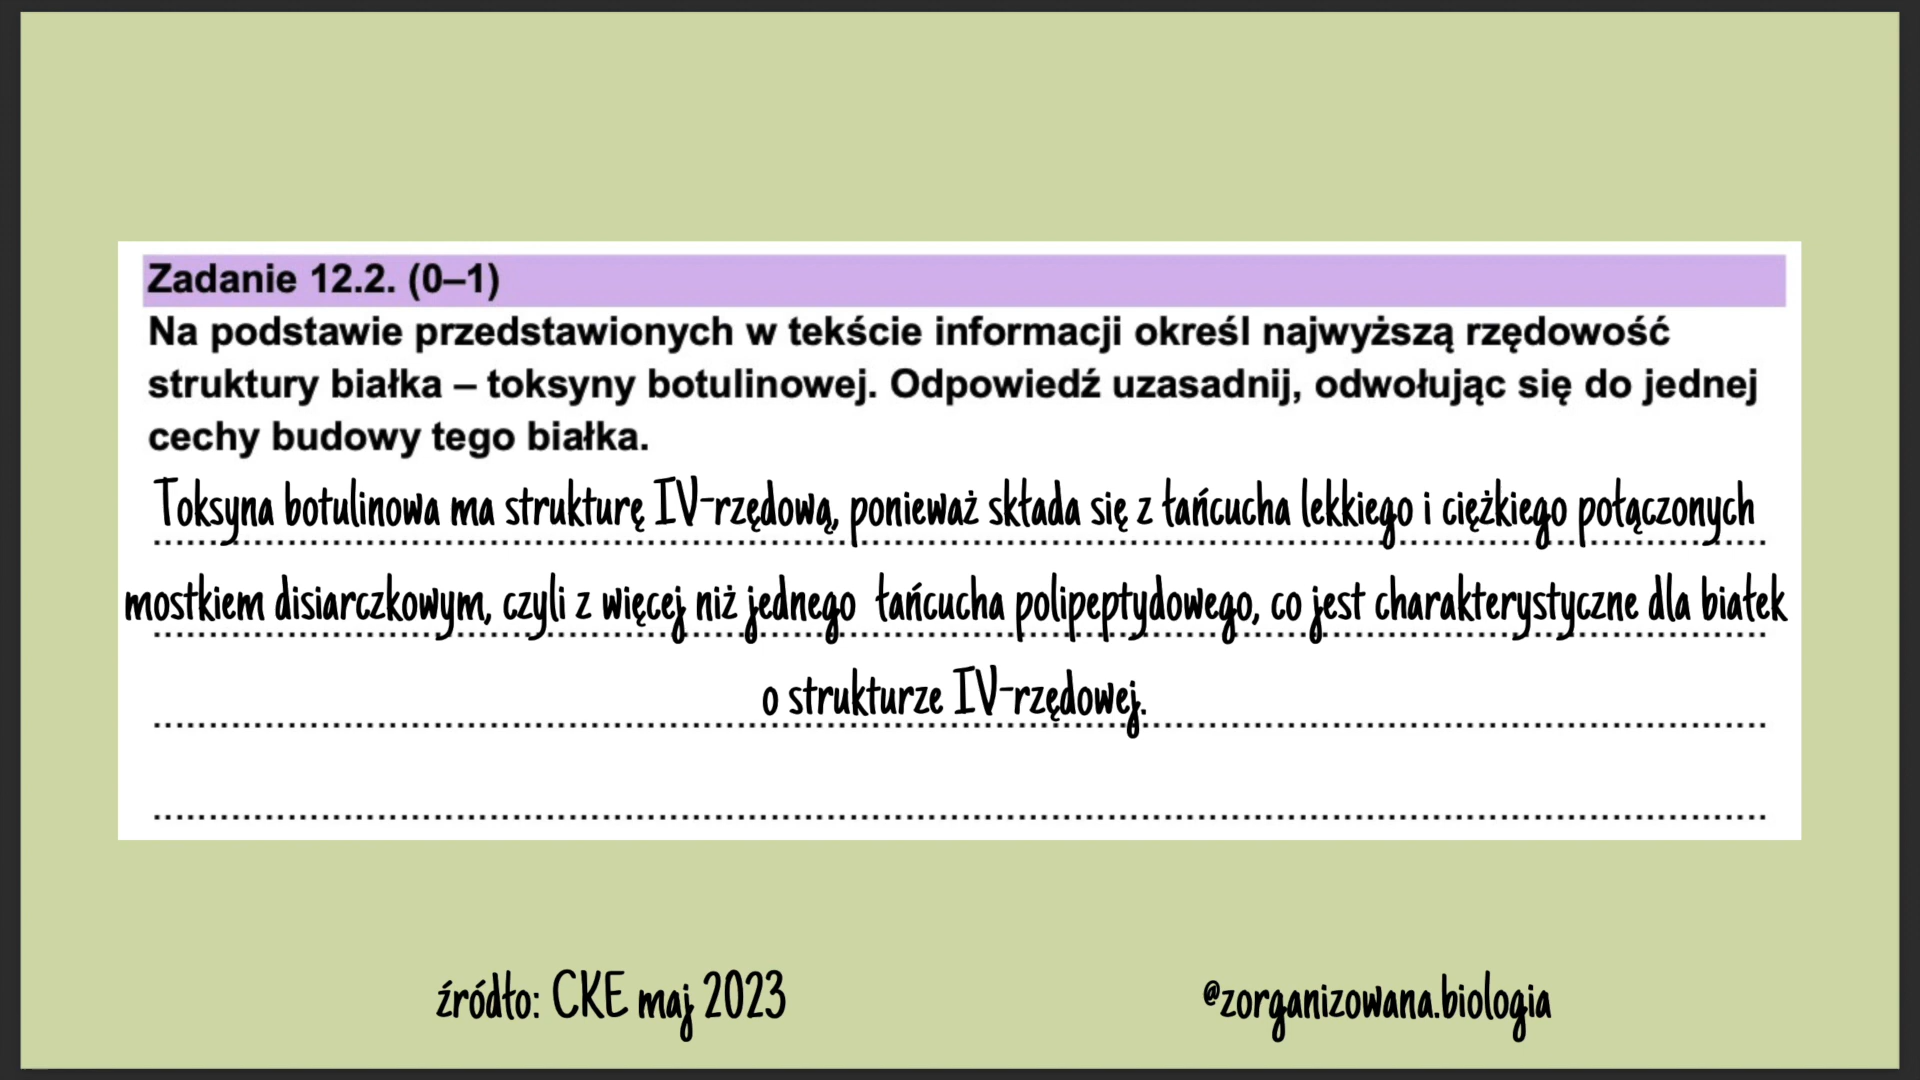 Zadanie 12.2. (0–1)
Na podstawie przedstawionych w tekście informacji określ najwyższą rzędowość
struktury białka – toksyny botulinowej. Odpowiedź uzasadnij, odwołując się do jednej
cechy budowy tego białka.
Toksyna botulinowa ma strukturę IV-rzędową, ponieważ składa się z łańcucha lekkiego i ciężkiego połączonych
mostkiem disiarczkowym, czyli z więcej niż jednego łańcucha polipeptydowego, co jest charakterystyczne dla białek
o strukturze IV-rzędowej.
źródło: CKE maj 2023
@zorganizowana.biologia